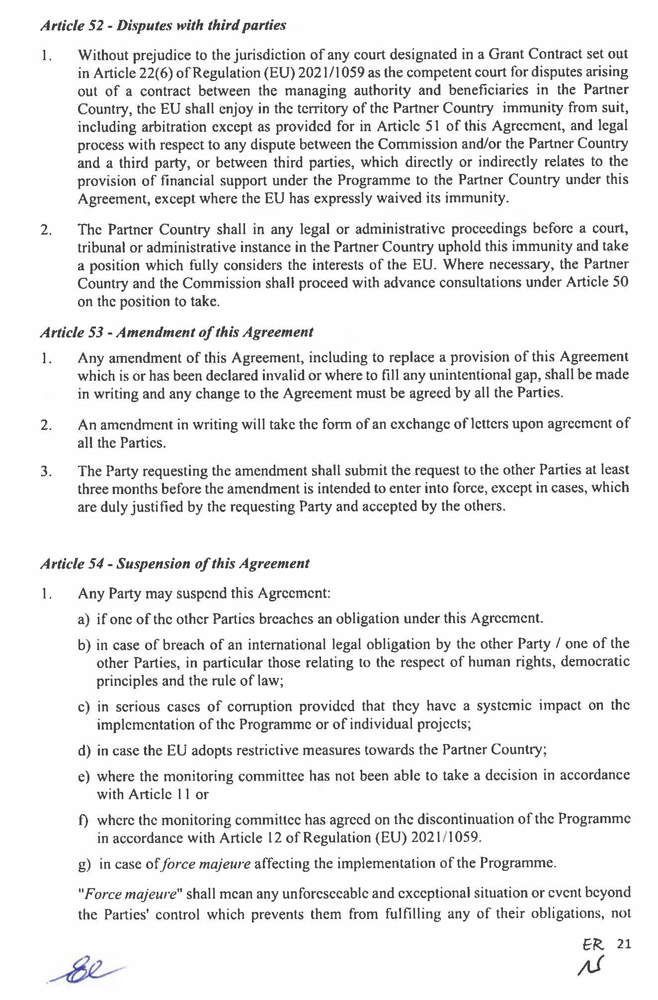 Article 52 - Disputes with third parties
1. Without prejudice to the jurisdiction of any court designated in a Grant Contract set out
in Article 22(6) of Regulation (EU) 2021/1059 as the competent court for disputes arising
out of a contract between the managing authority and beneficiaries in the Partner
Country, the EU shall enjoy in the territory of the Partner Country immunity from suit,
including arbitration except as provided for in Article 51 of this Agreement, and legal
process with respect to any dispute between the Commission and/or the Partner Country
and a third party, or between third parties, which directly or indirectly relates to the
provision of financial support under the Programme to the Partner Country under this
Agreement, except where the EU has expressly waived its immunity.
2. The Partner Country shall in any legal or administrative proceedings before a court,
tribunal or administrative instance in the Partner Country uphold this immunity and take
a position which fully considers the interests of the EU. Where necessary, the Partner
Country and the Commission shall proceed with advance consultations under Article 50
on the position to take.
Article 53 - Amendment of this Agreement
1. Any amendment of this Agreement, including to replace a provision of this Agreement
which is or has been declared invalid or where to fill any unintentional gap, shall be made
in writing and any change to the Agreement must be agreed by all the Parties.
2. An amendment in writing will take the form of an exchange of letters upon agreement of
all the Parties.
3. The Party requesting the amendment shall submit the request to the other Parties at least
three months before the amendment is intended to enter into force, except in cases, which
are duly justified by the requesting Party and accepted by the others.
Article 54 - Suspension of this Agreement
1. Any Party may suspend this Agreement:
a) if one of the other Parties breaches an obligation under this Agreement.
b) in case of breach of an international legal obligation by the other Party / one of the
other Parties, in particular those relating to the respect of human rights, democratic
principles and the rule of law;
c) in serious cases of corruption provided that they have a systemic impact on the
implementation of the Programme or of individual projects;
d) in case the EU adopts restrictive measures towards the Partner Country;
e) where the monitoring committee has not been able to take a decision in accordance
with Article 11 or
f) where the monitoring committee has agreed on the discontinuation of the Programme
in accordance with Article 12 of Regulation (EU) 2021/1059.
g) in case of force majeure affecting the implementation of the Programme.
"Force majeure" shall mean any unforeseeable and exceptional situation or event beyond
the Parties' control which prevents them from fulfilling any of their obligations, not
ER 21